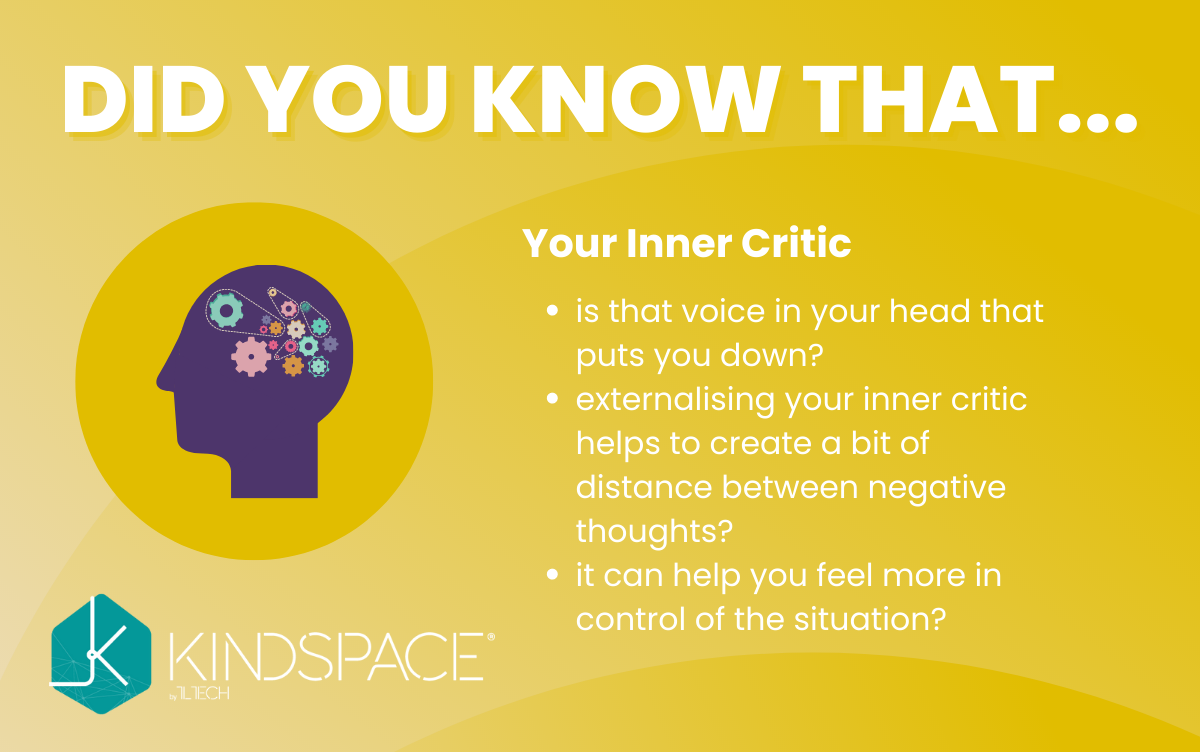 DID YOU KNOW THAT...
Your Inner Critic
• is that voice in your head that
puts you down?
• externalising your inner critic
helps to create a bit of
distance between negative
thoughts?
• it can help you feel more in
control of the situation?
KINDSPACE®
by TLTECH